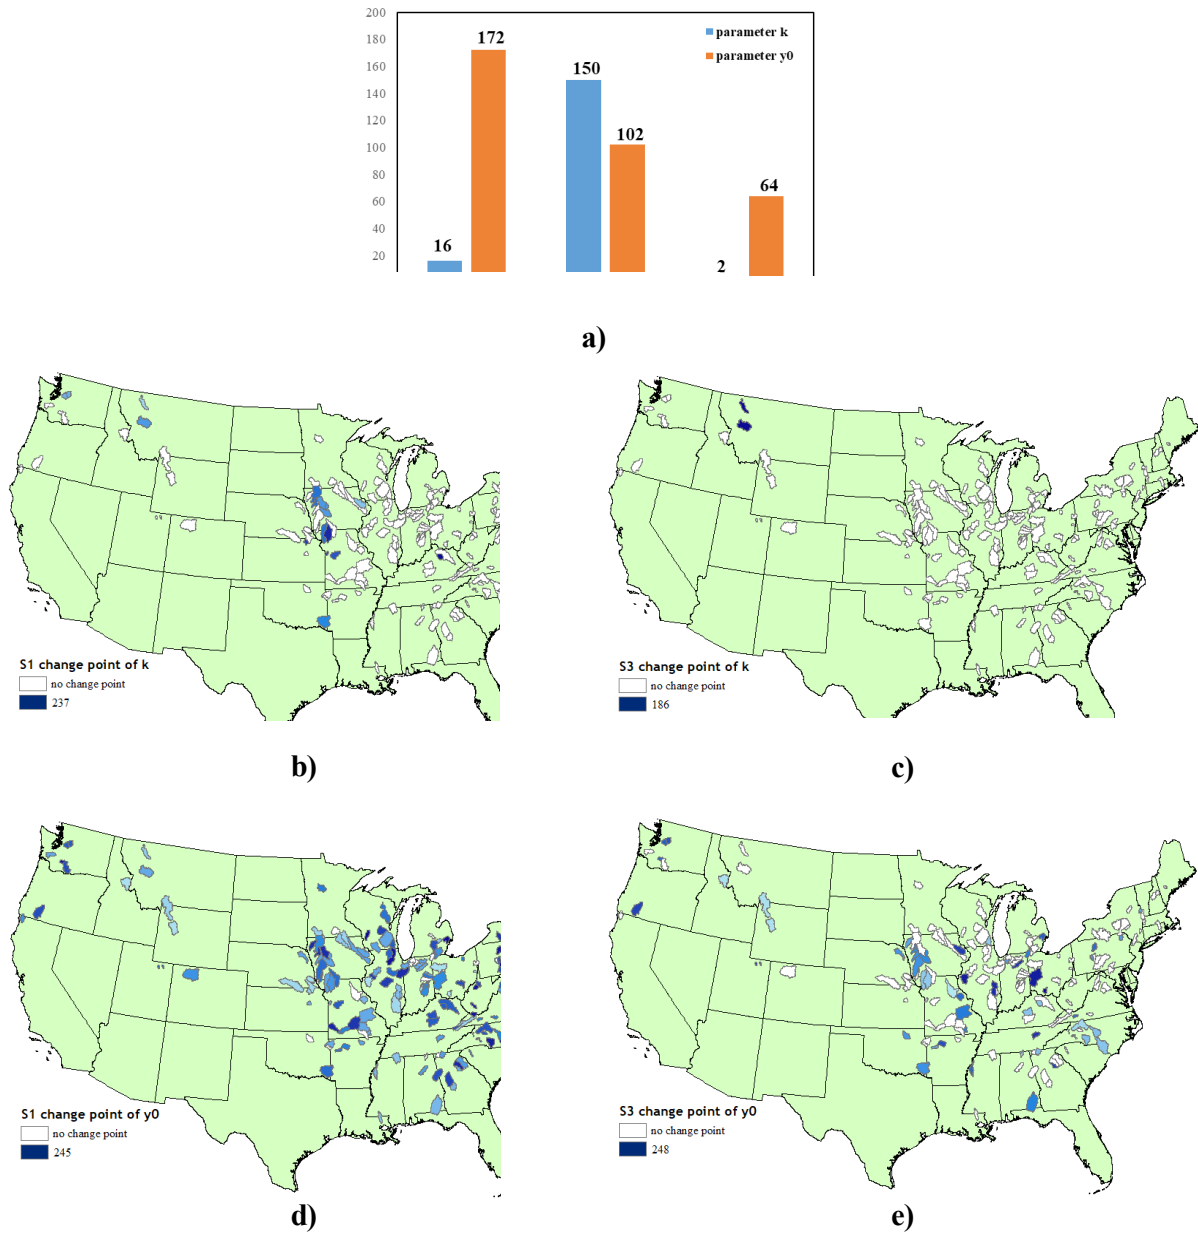 200
180
160
140
120
100
80
60
40
20
parameter k
parameter y0
16
172
150
102
2
64
a)
S1 change point of k
no change point
237
b)
S3 change point of k
no change point
186
c)
S1 change point of y0
no change point
245
d)
S3 change point of y0
no change point
248
e)